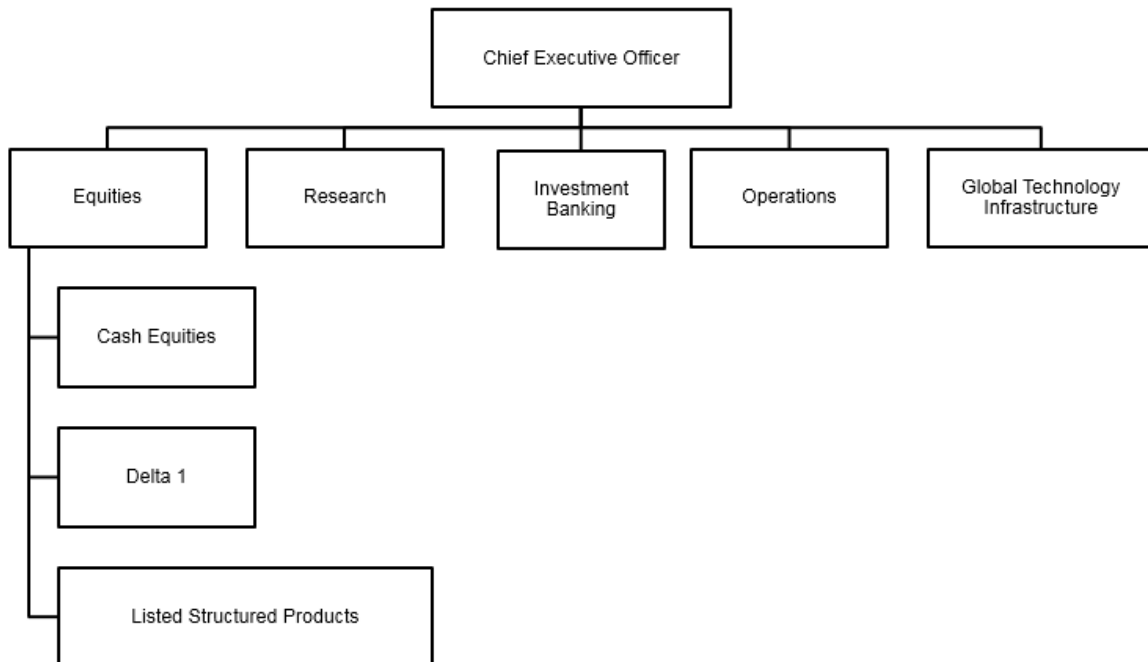 Chief Executive Officer
Equities
Research
Investment
Banking
Operations
Global Technology
Infrastructure
Cash Equities
Delta 1
Listed Structured Products